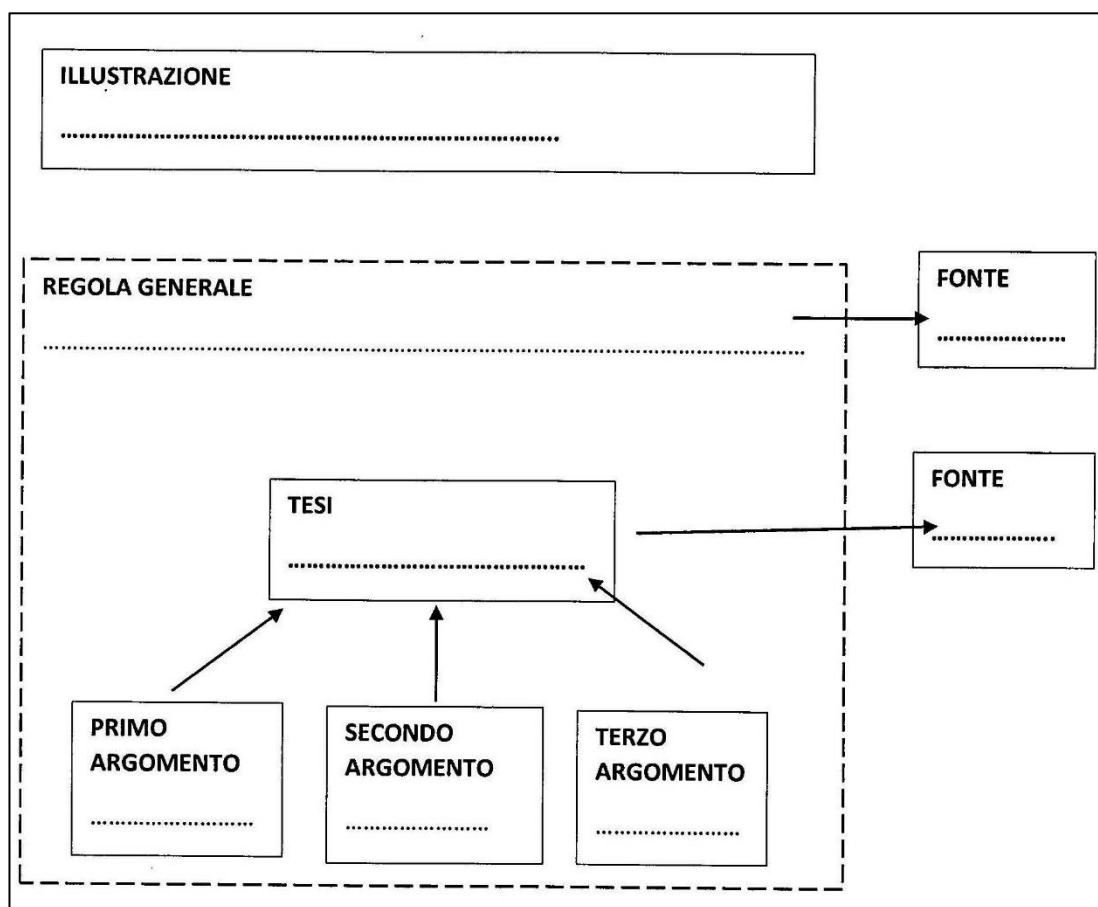 ILLUSTRAZIONE
................................................................
REGOLA GENERALE
................................................................
FONTE
......................
TESI
................................................
FONTE
.....................
PRIMO
ARGOMENTO
............................
SECONDO
ARGOMENTO
.........................
TERZO
ARGOMENTO
.........................